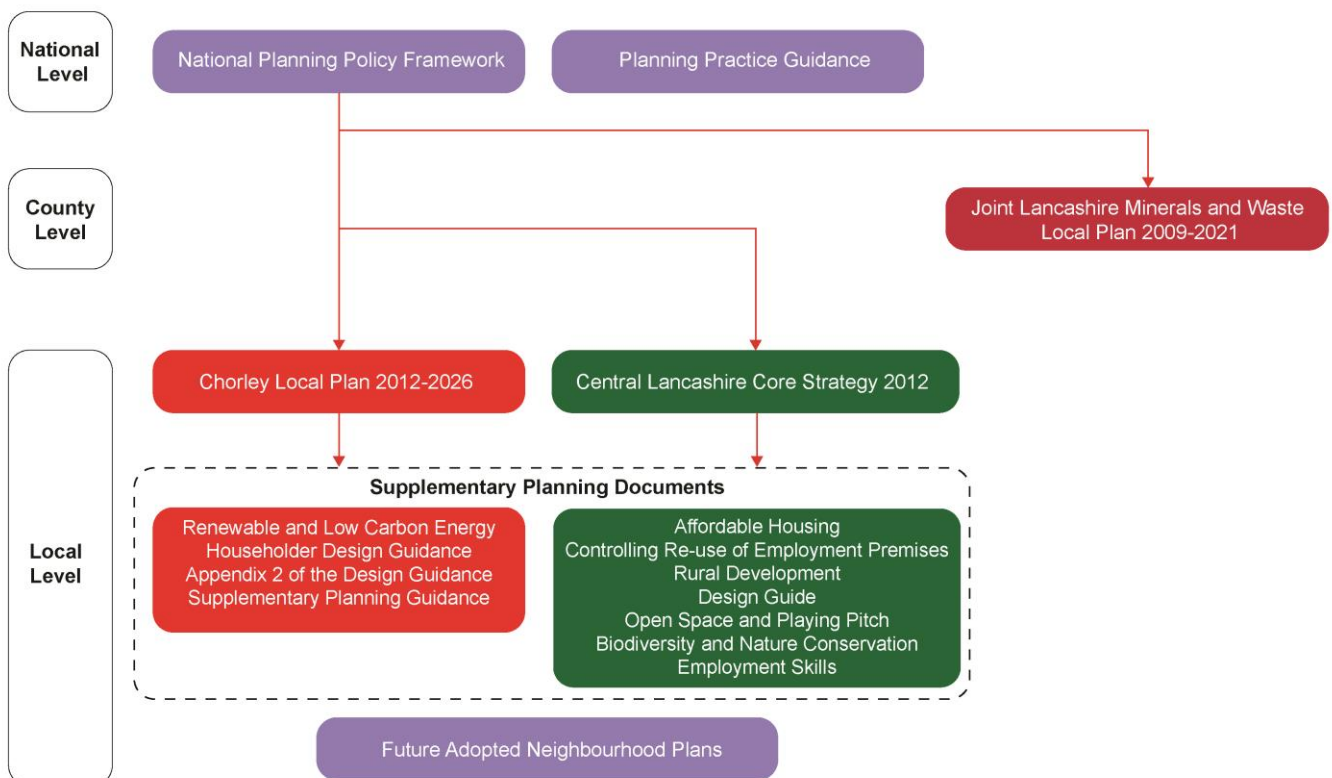 National
Level
National Planning Policy Framework
Planning Practice Guidance
County
Level
Joint Lancashire Minerals and Waste
Local Plan 2009-2021
Local
Level
Chorley Local Plan 2012-2026
Central Lancashire Core Strategy 2012
Supplementary Planning Documents
Renewable and Low Carbon Energy
Householder Design Guidance
Appendix 2 of the Design Guidance
Supplementary Planning Guidance
Affordable Housing
Controlling Re-use of Employment Premises
Rural Development
Design Guide
Open Space and Playing Pitch
Biodiversity and Nature Conservation
Employment Skills
Future Adopted Neighbourhood Plans